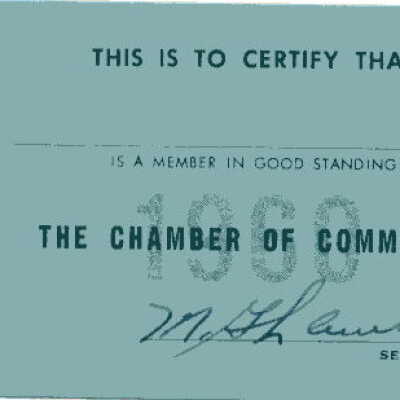 THIS IS TO CERTIFY THA
IS A MEMBER IN GOOD STANDING
1960
THE CHAMBER OF COMM
SE